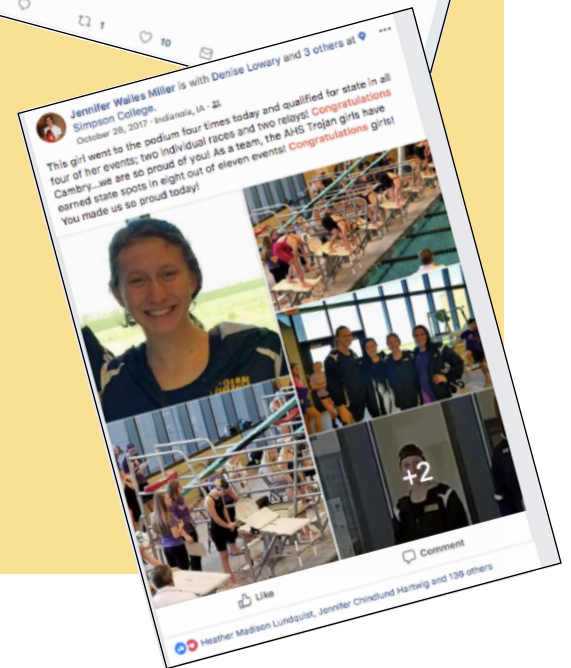 1
10
Jennifer Wailes Miller is with Denise Lowary and 3 others at
Simpson College.
October 28, 2017 · Indianola, IA ·
This girl went to the podium four times today and qualified for state in all
four of her events; two individual races and two relays! Congratulations
Cambry...we are so proud of you! As a team, the AHS Trojan girls have
earned state spots in eight out of eleven events! Congratulations girls!
You made us so proud today!
+2
Like
Comment
Heather Madison Lundquist, Jennifer Chindlund Hartwig and 136 others